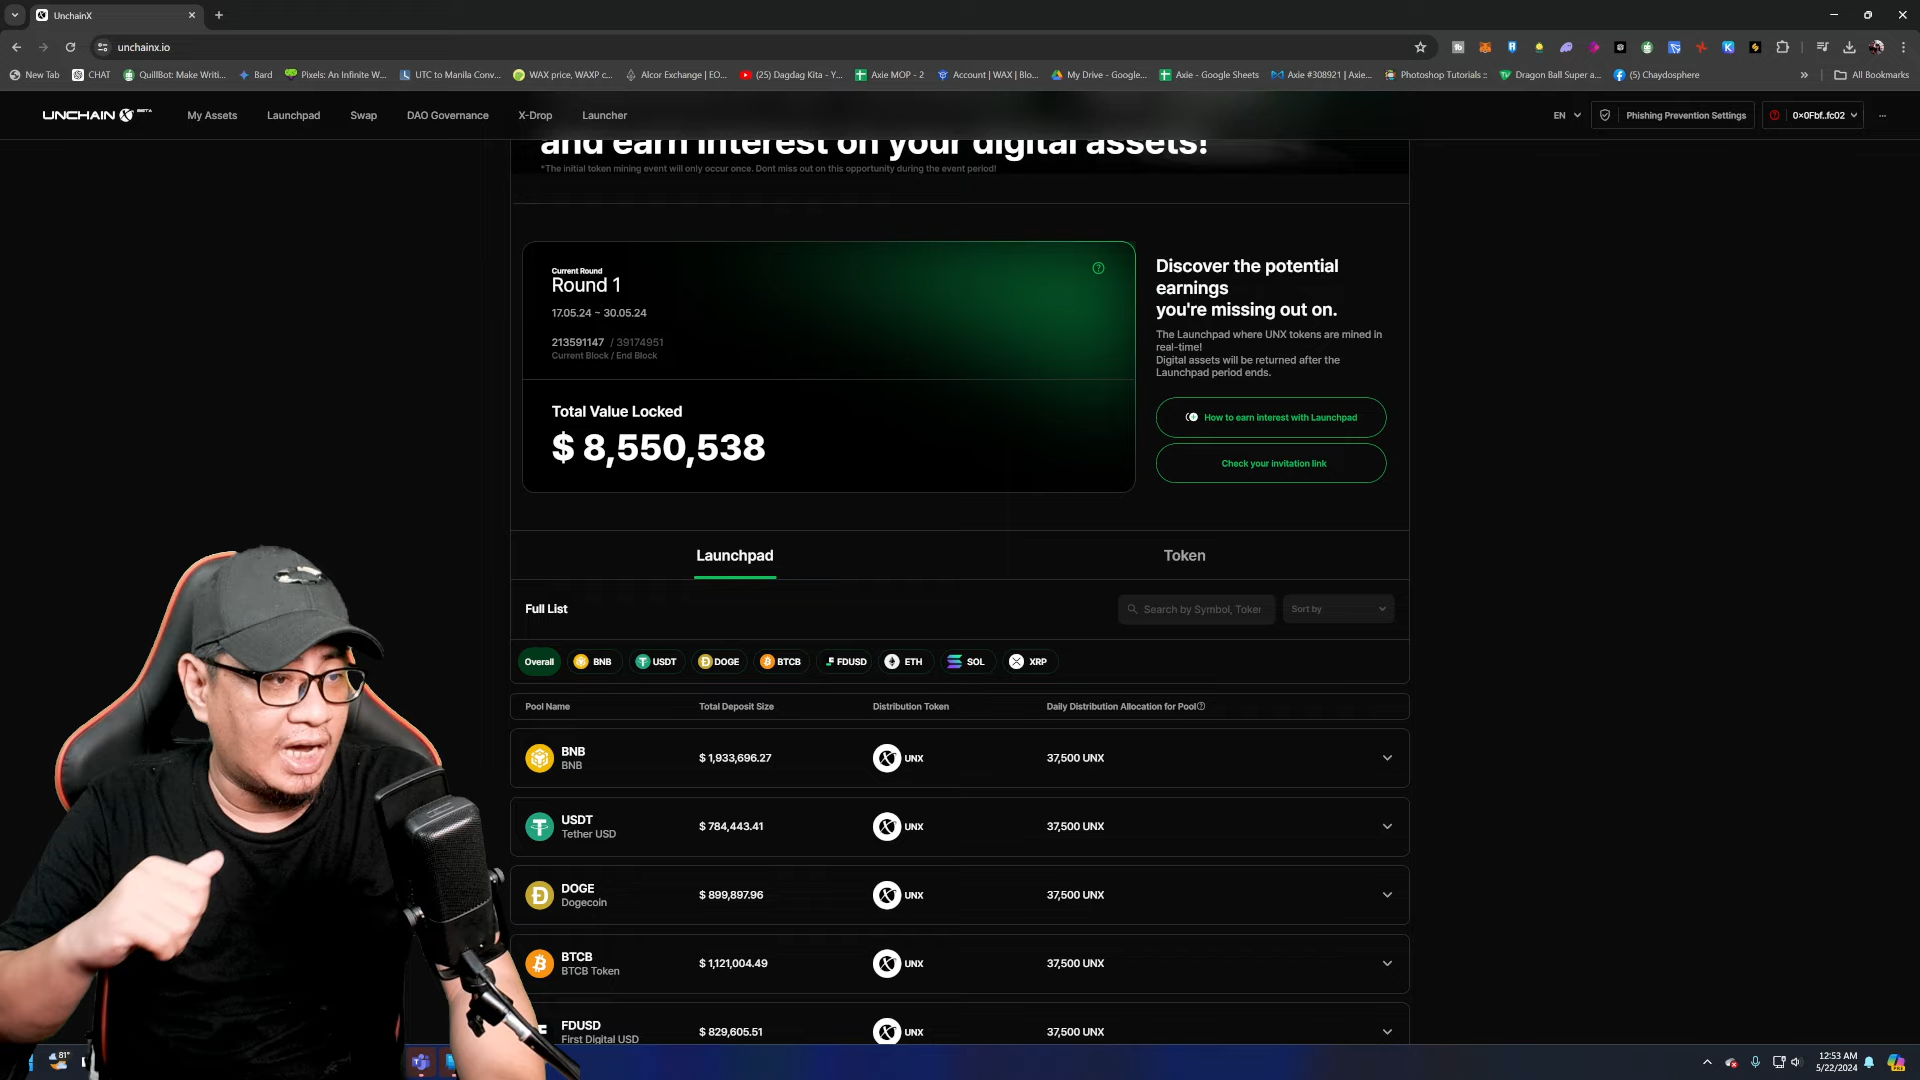 UnchainX
unchainx.io
New Tab
CHAT
QuillBot: Make Writi...
Bard
Pixels: An Infinite W...
UTC to Manila Conv...
WAX price, WAXP c...
Alcor Exchange | EO...
(25) Dagdag Kita - Y...
Axie MOP - 2
Account | WAX | Blo...
My Drive - Google...
Axie - Google Sheets
Axie #308921 | Axie...
Photoshop Tutorials ::
Dragon Ball Super a...
(5) Chaydosphere
All Bookmarks
UNCHAIN X BETA
My Assets
Launchpad
Swap
DAO Governance
X-Drop
Launcher
EN
Phishing Prevention Settings
0x0Fbf..fc02
and earn interest on your digital assets!
*The initial token mining event will only occur once. Dont miss out on this opportunity during the event period!
Current Round
Round 1
17.05.24 ~ 30.05.24
213591147 / 39174951
Current Block / End Block
Total Value Locked
$ 8,550,538
Discover the potential
earnings
you're missing out on.
The Launchpad where UNX tokens are mined in
real-time!
Digital assets will be returned after the
Launchpad period ends.
How to earn interest with Launchpad
Check your invitation link
Launchpad
Token
Full List
Search by Symbol, Token
Sort by
Overall
BNB
USDT
DOGE
BTCB
FDUSD
ETH
SOL
XRP
Pool Name
Total Deposit Size
Distribution Token
Daily Distribution Allocation for Pool
BNB
BNB
$ 1,933,696.27
UNX
37,500 UNX
USDT
Tether USD
$ 784,443.41
UNX
37,500 UNX
DOGE
Dogecoin
$ 899,897.96
UNX
37,500 UNX
BTCB
BTCB Token
$ 1,121,004.49
UNX
37,500 UNX
FDUSD
First Digital USD
$ 829,605.51
UNX
37,500 UNX
81°
12:53 AM
5/22/2024